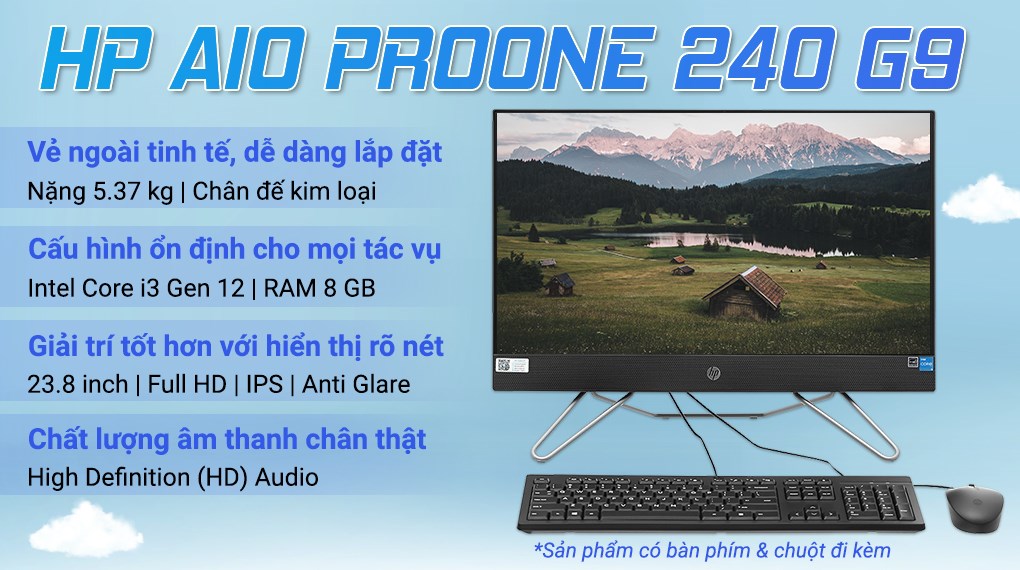 HP AIO PROONE 240 G9
Vẻ ngoài tinh tế, dễ dàng lắp đặt
Nặng 5.37 kg | Chân đế kim loại
Cấu hình ổn định cho mọi tác vụ
Intel Core i3 Gen 12 | RAM 8 GB
Giải trí tốt hơn với hiển thị rõ nét
23.8 inch | Full HD | IPS | Anti Glare
Chất lượng âm thanh chân thật
High Definition (HD) Audio
hp
CORE
*Sản phẩm có bàn phím & chuột đi kèm